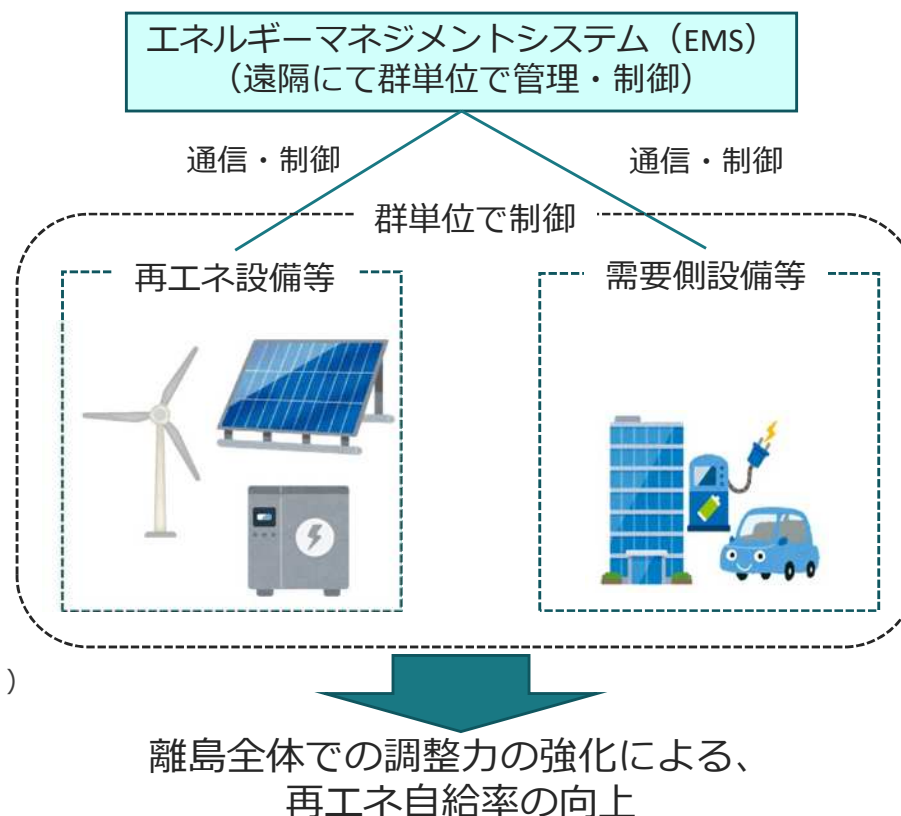 エネルギーマネジメントシステム（EMS）
（遠隔にて群単位で管理・制御）
通信・制御
通信・制御
群単位で制御
再エネ設備等
需要側設備等
）
離島全体での調整力の強化による、
再エネ自給率の向上